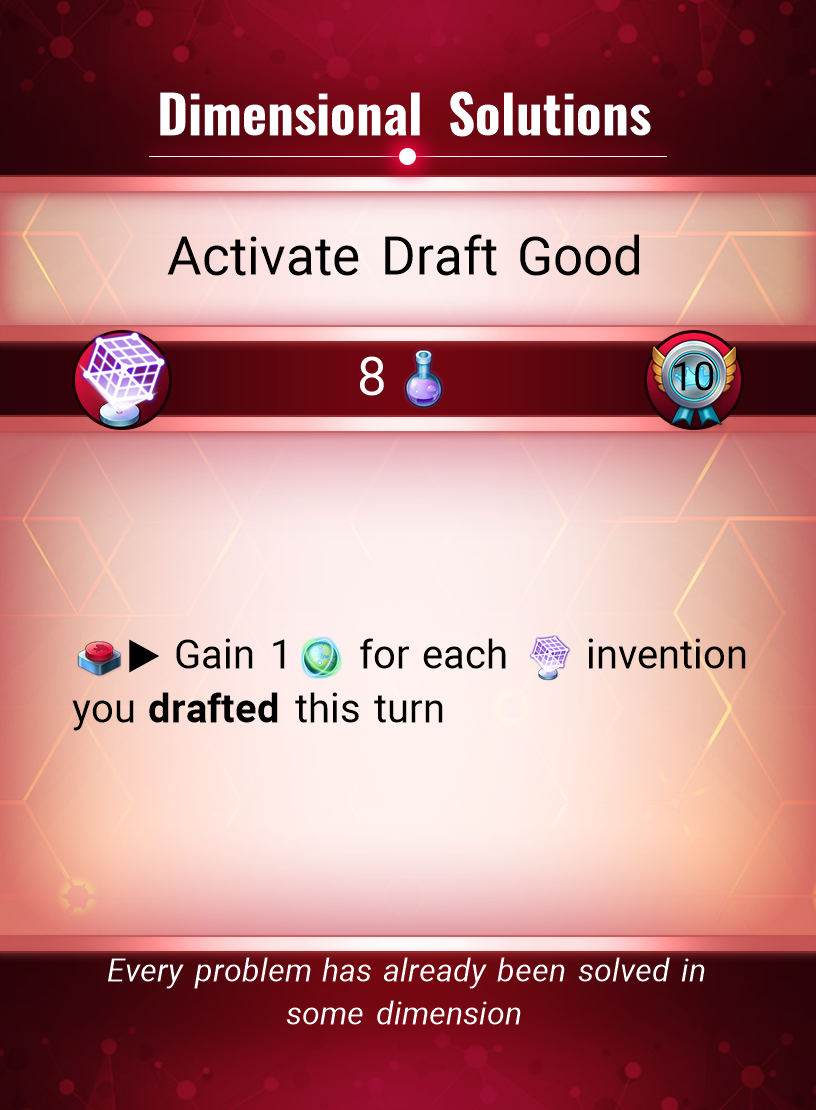 Dimensional Solutions
Activate Draft Good
8
10
Gain 1 for each invention
you drafted this turn
Every problem has already been solved in
some dimension